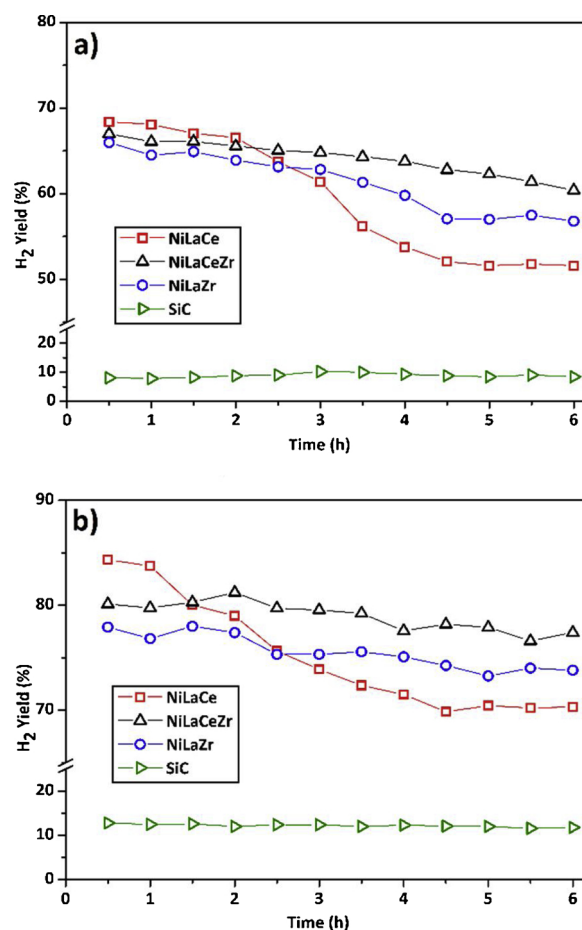 a)
80
70
60
50
20
10
0
H2 Yield (%)
NiLaCe
NiLaCeZr
NiLaZr
SiC
0 1 2 3 4 5 6
Time (h)
b)
90
80
70
20
10
0
H2 Yield (%)
NiLaCe
NiLaCeZr
NiLaZr
SiC
0 1 2 3 4 5 6
Time (h)